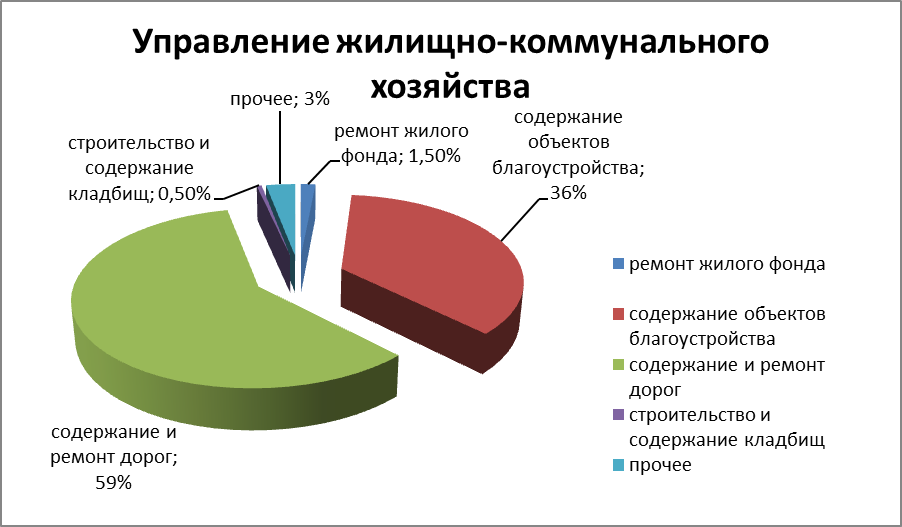 Управление жилищно-коммунального
хозяйства
прочее; 3%
строительство и
содержание
кладбищ; 0,50%
ремонт жилого
фонда; 1,50%
содержание
объектов
благоустройства;
36%
содержание и
ремонт дорог;
59%
ремонт жилого фонда
содержание объектов
благоустройства
содержание и ремонт
дорог
строительство и
содержание кладбищ
прочее